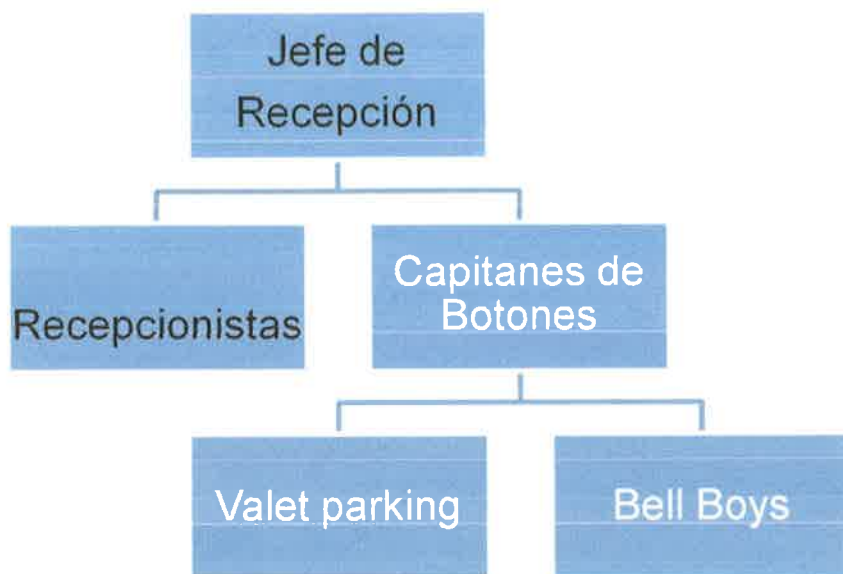 Jefe de
Recepción
Recepcionistas
Capitanes de
Botones
Valet parking
Bell Boys